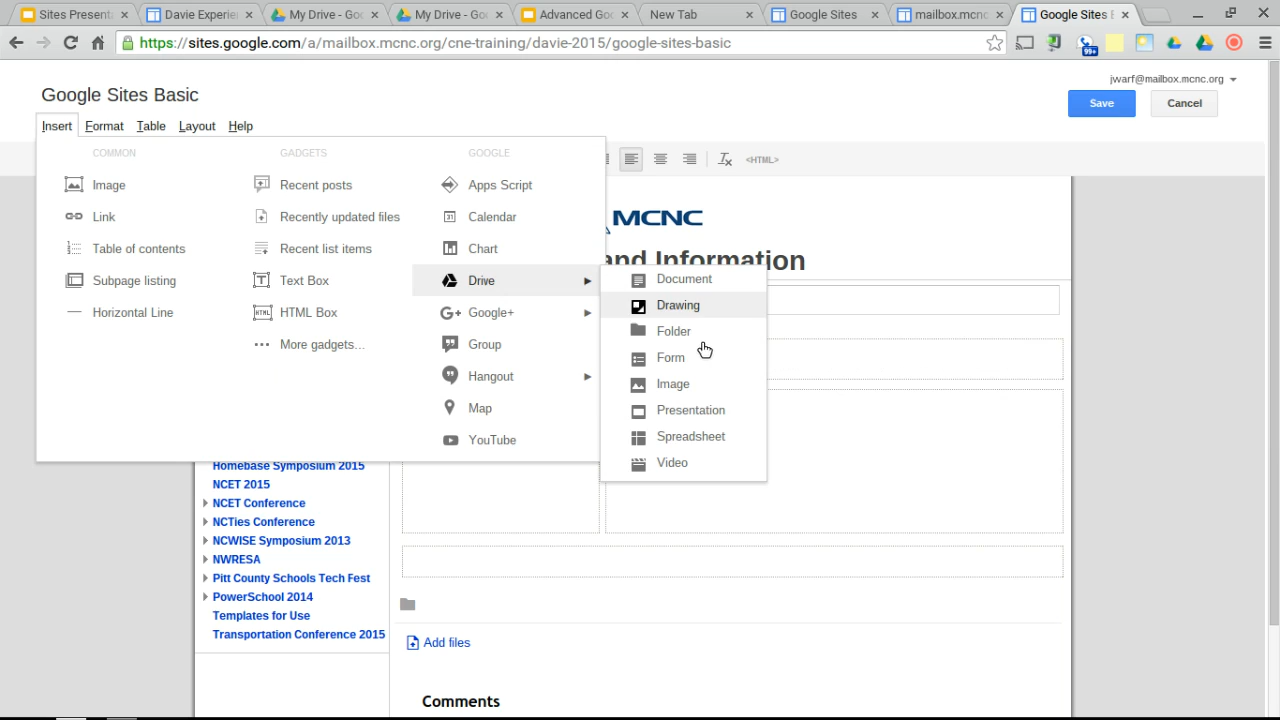 Sites Present
Davie Experie
My Drive - Go
My Drive - Go
Advanced Goo
New Tab
Google Sites
mailbox.mcnc
Google Sites B
https://sites.google.com/a/mailbox.mcnc.org/cne-training/davie-2015/google-sites-basic
99+
jwarf@mailbox.mcnc.org
Google Sites Basic
Save
Cancel
Insert Format Table Layout Help
COMMON
GADGETS
GOOGLE
<HTML>
Image
Recent posts
Apps Script
Link
Recently updated files
Calendar
MCNC
Table of contents
Recent list items
Chart
and Information
Subpage listing
Text Box
Drive
Document
Horizontal Line
HTML Box
Google+
Drawing
More gadgets...
Group
Folder
Hangout
Form
Map
Image
YouTube
Presentation
Spreadsheet
Video
Homebase Symposium 2015
NCET 2015
NCET Conference
NCTies Conference
NCWISE Symposium 2013
NWRESA
Pitt County Schools Tech Fest
PowerSchool 2014
Templates for Use
Transportation Conference 2015
Add files
Comments